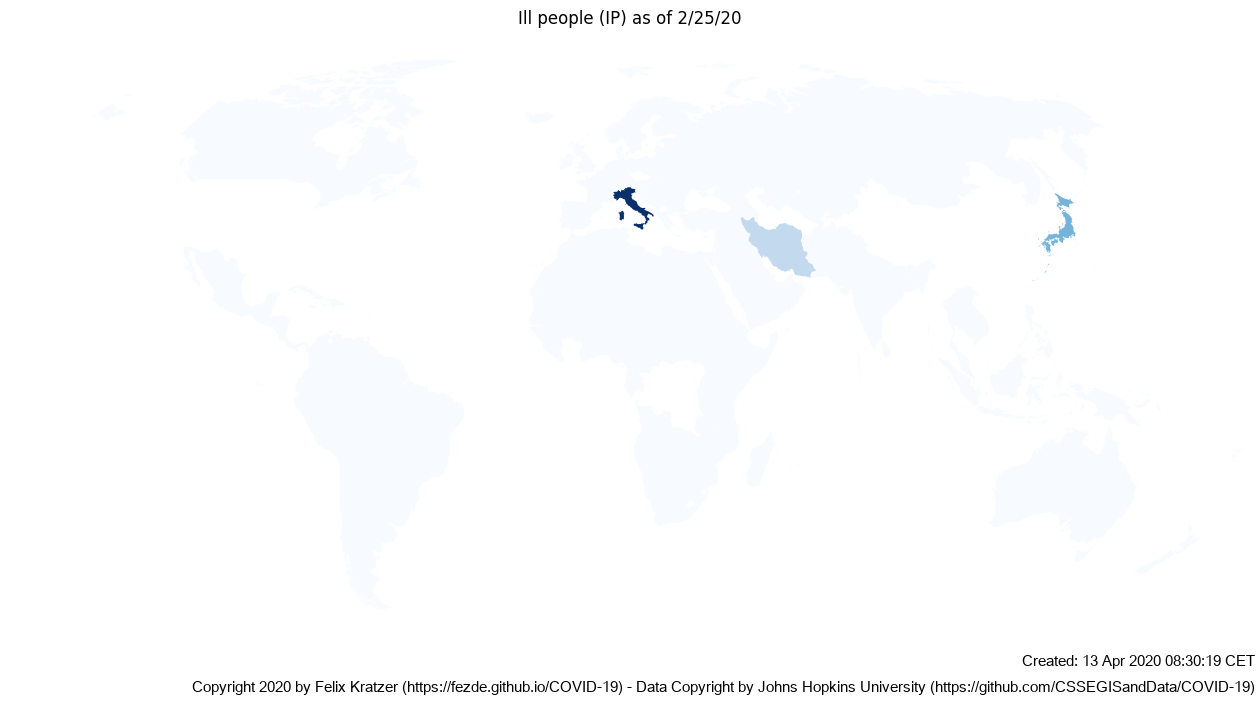 Ill people (IP) as of 2/25/20
Created: 13 Apr 2020 08:30:19 CET
Copyright 2020 by Felix Kratzer (https://fezde.github.io/COVID-19) - Data Copyright by Johns Hopkins University (https://github.com/CSSEGISandData/COVID-19)